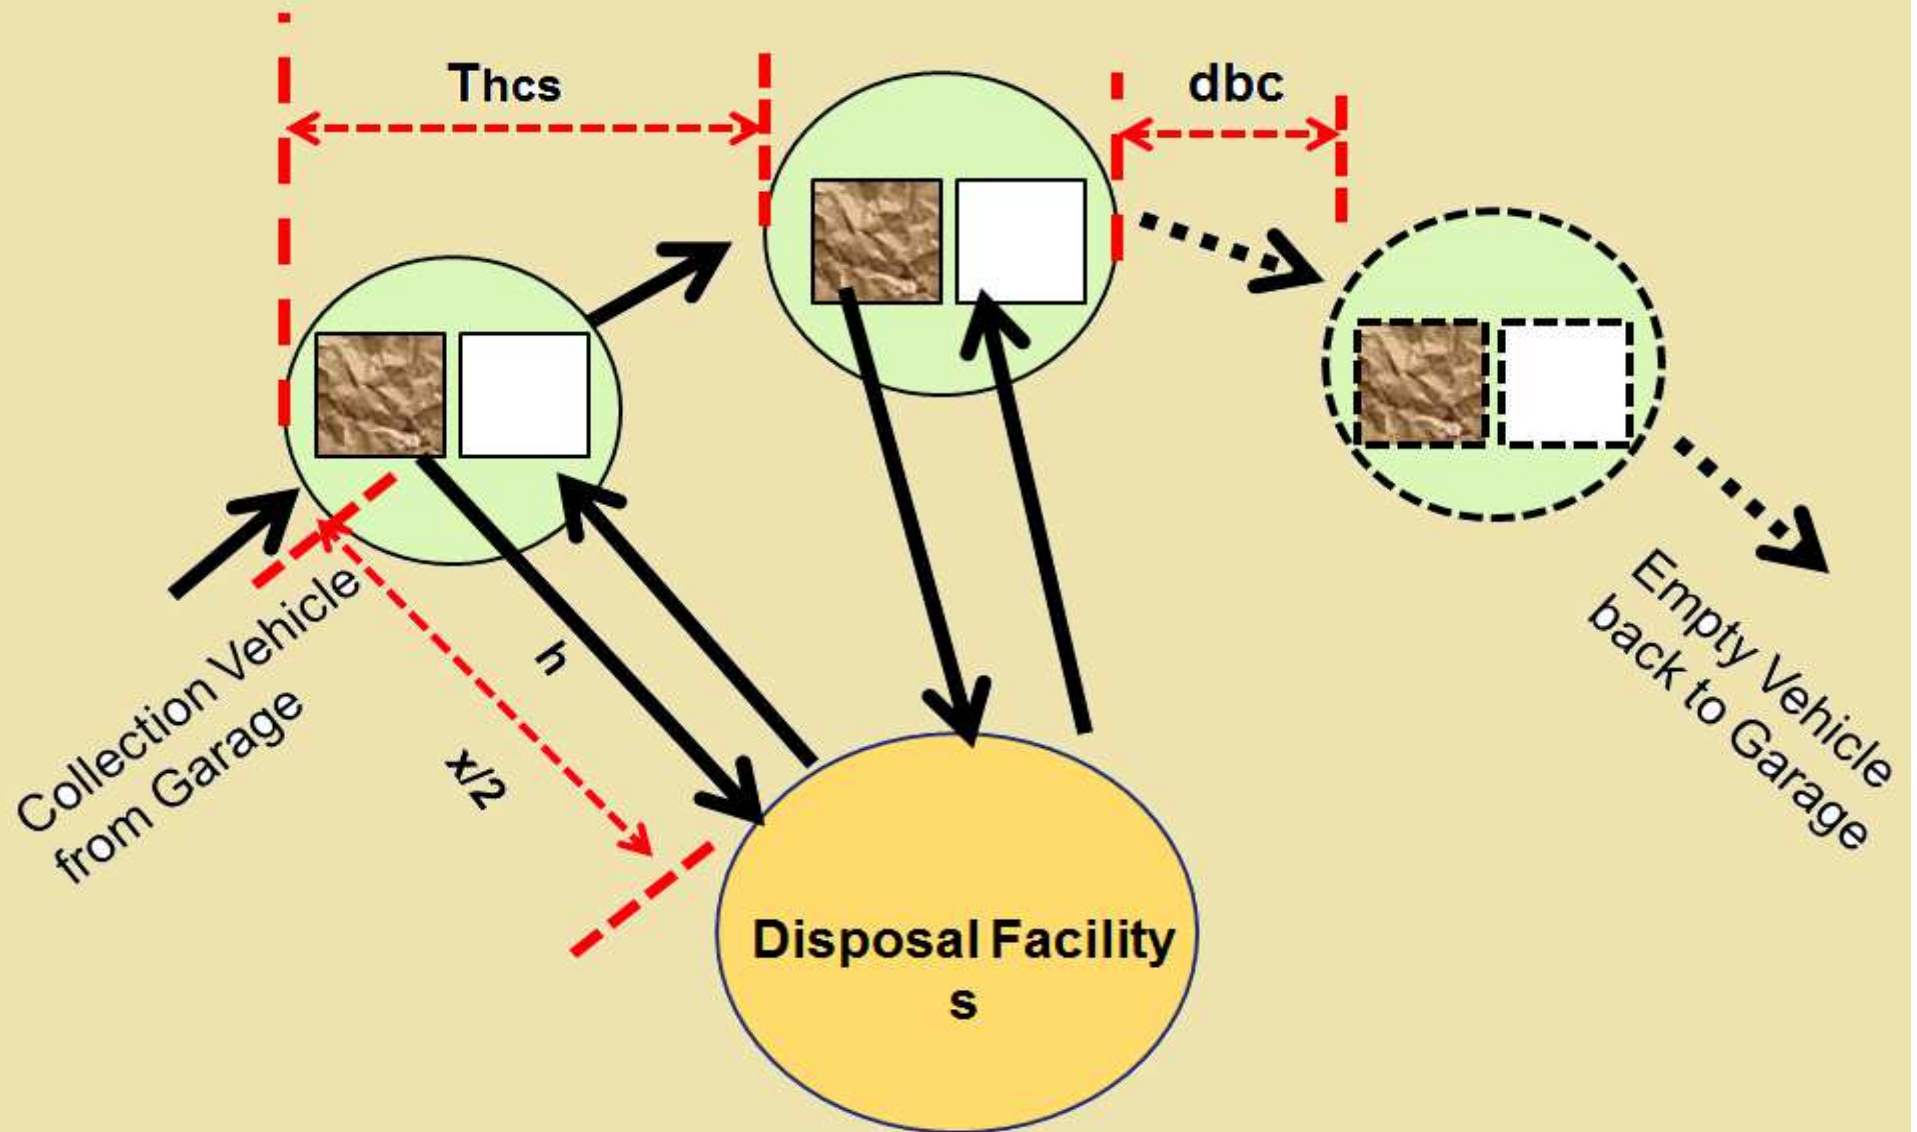 Thcs
dbc
Collection Vehicle
from Garage
h
x/2
Empty Vehicle
back to Garage
Disposal Facility
s